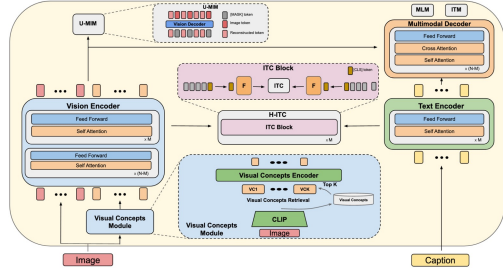 U-MIM
U-MIM
[MASK] token
Vision Decoder
Image token
Reconstructed token
MLM
ITM
Multimodal Decoder
Feed Forward
Cross Attention
Self Attention
x (N-M)
ITC Block
[CLS] token
F
ITC
F
Vision Encoder
Feed Forward
Self Attention
x M
Feed Forward
Self Attention
x (N-M)
H-ITC
ITC Block
x M
Text Encoder
Feed Forward
Self Attention
x M
Visual Concepts Encoder
VC1
VCK
Top K
Visual Concepts Retrieval
Visual Concepts
CLIP
Image
Visual Concepts
Module
Visual Concepts
Module
Image
Caption